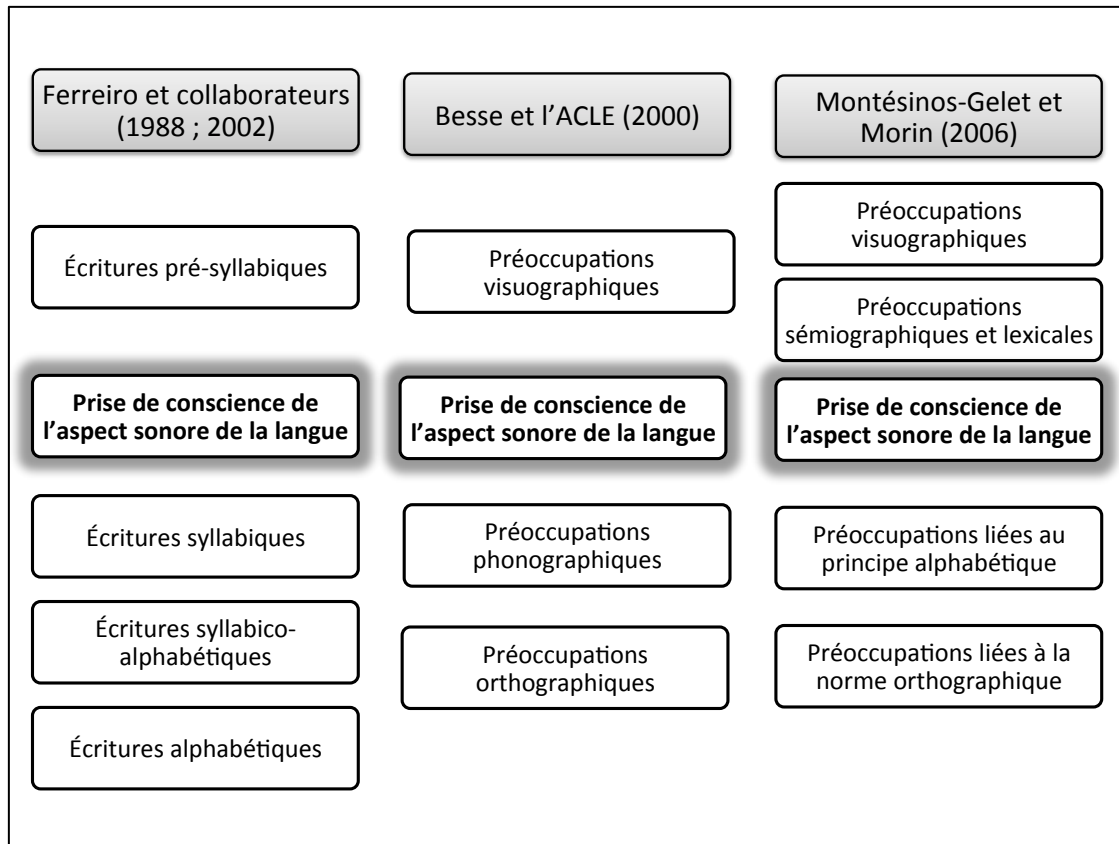 Ferreiro et collaborateurs
(1988 ; 2002)
Écritures pré-syllabiques
Prise de conscience de
l’aspect sonore de la langue
Écritures syllabiques
Écritures syllabico-
alphabétiques
Écritures alphabétiques
Besse et l’ACLE (2000)
Préoccupations
visuographiques
Prise de conscience de
l’aspect sonore de la langue
Préoccupations
phonographiques
Préoccupations
orthographiques
Montésinos-Gelet et
Morin (2006)
Préoccupations
visuographiques
Préoccupations
sémiographiques et lexicales
Prise de conscience de
l’aspect sonore de la langue
Préoccupations liées au
principe alphabétique
Préoccupations liées à la
norme orthographique